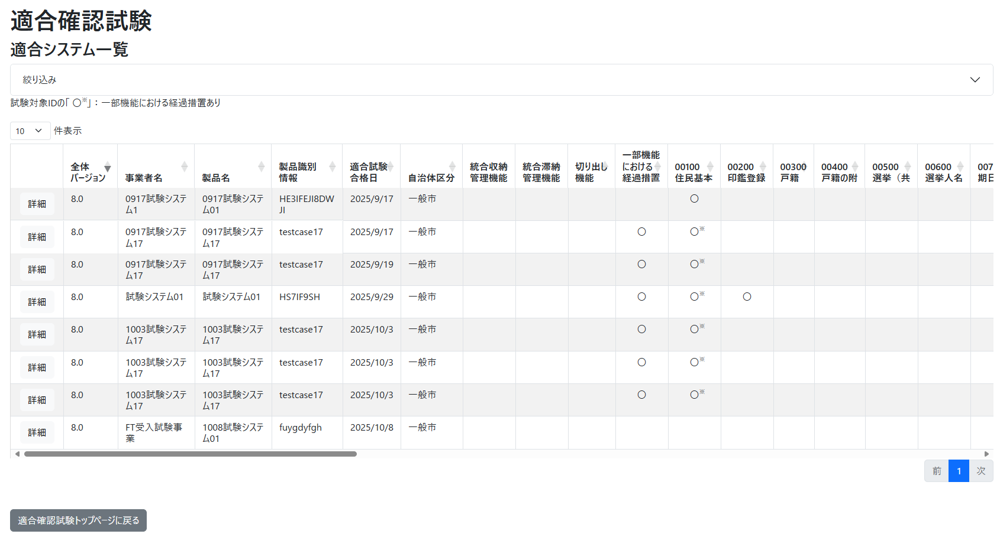 適合確認試験
適合システム一覧
絞り込み
試験対象IDの「 〇※」：一部機能における経過措置あり
10 件表示
全体
バージョン
事業者名
製品名
製品識別
情報
適合試験
合格日
自治体区分
統合収納
管理機能
統合滞納
管理機能
切り出し
機能
一部機能
における
経過措置
00100
住民基本
00200
印鑑登録
00300
戸籍
00400
戸籍の附
00500
選挙（共
00600
選挙人名
007
期日
詳細 8.0 0917試験システ 0917試験システ HE3IFEJI8DW 2025/9/17 一般市 〇
ム1 ム01 JI
詳細 8.0 0917試験システ 0917試験システ testcase17 2025/9/17 一般市 〇 〇※
ム17 ム17
詳細 8.0 0917試験システ 0917試験システ testcase17 2025/9/19 一般市 〇 〇※
ム17 ム17
詳細 8.0 試験システム01 試験システム01 HS7IF9SH 2025/9/29 一般市 〇 〇※ 〇
詳細 8.0 1003試験システ 1003試験システ testcase17 2025/10/3 一般市 〇 〇※
ム17 ム17
詳細 8.0 1003試験システ 1003試験システ testcase17 2025/10/3 一般市 〇 〇※
ム17 ム17
詳細 8.0 1003試験システ 1003試験システ testcase17 2025/10/3 一般市 〇 〇※
ム17 ム17
詳細 8.0 FT受入試験事 1008試験システ fuygdyfgh 2025/10/8 一般市
業 ム01
前 1 次
適合確認試験トップページに戻る